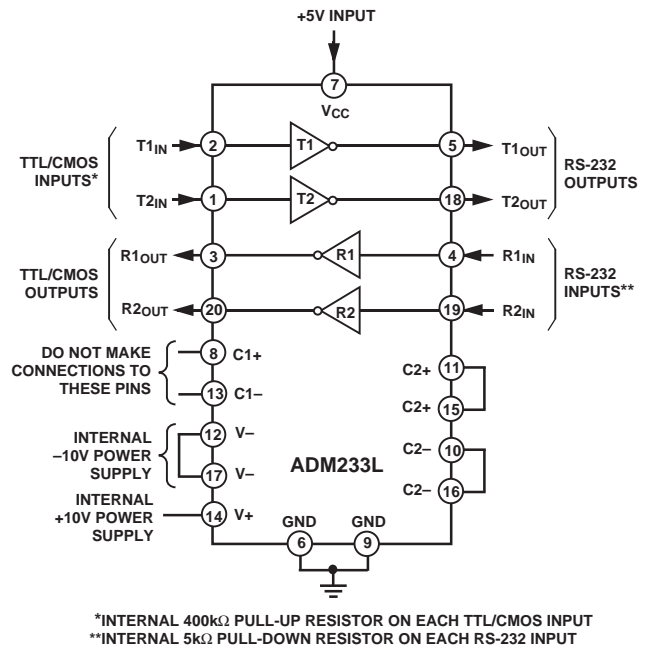 +5V INPUT
7
VCC
TTL/CMOS
INPUTS*
T1IN
2
T1
5
T1OUT
RS-232
OUTPUTS
T2IN
1
T2
18
T2OUT
TTL/CMOS
OUTPUTS
R1OUT
3
R1
4
R1IN
RS-232
INPUTS**
R2OUT
20
R2
19
R2IN
DO NOT MAKE
CONNECTIONS TO
THESE PINS
8
C1+
13
C1–
C2+
11
C2+
15
INTERNAL
–10V POWER
SUPPLY
12
V–
17
V–
C2–
10
C2–
16
ADM233L
INTERNAL
+10V POWER
SUPPLY
14
V+
GND
GND
6
9
*INTERNAL 400kΩ PULL-UP RESISTOR ON EACH TTL/CMOS INPUT
**INTERNAL 5kΩ PULL-DOWN RESISTOR ON EACH RS-232 INPUT